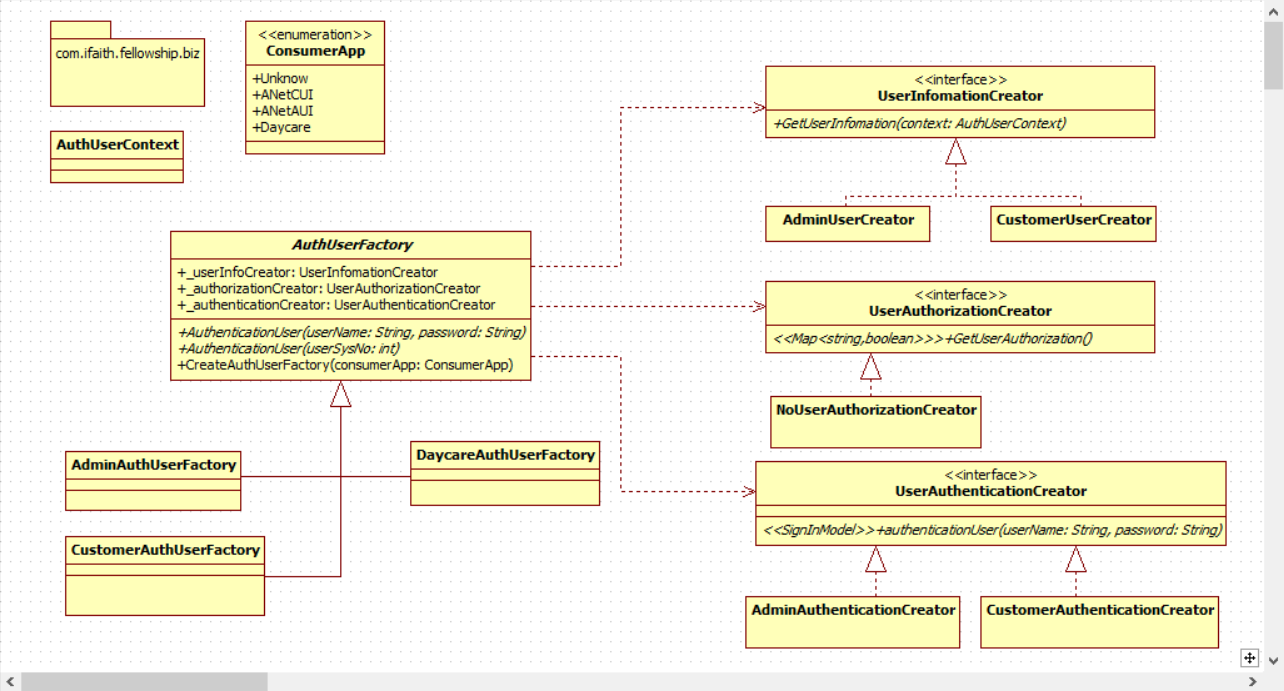 com.ifaith.fellowship.biz
<<enumeration>>
ConsumerApp
+Unknow
+ANetCUI
+ANetAUI
+Daycare
AuthUserContext
<<interface>>
UserInfomationCreator
+GetUserInfomation(context: AuthUserContext)
AdminUserCreator
CustomerUserCreator
AuthUserFactory
+_userInfoCreator: UserInfomationCreator
+_authorizationCreator: UserAuthorizationCreator
+_authenticationCreator: UserAuthenticationCreator
+AuthenticationUser(userName: String, password: String)
+AuthenticationUser(userSysNo: int)
+CreateAuthUserFactory(consumerApp: ConsumerApp)
<<interface>>
UserAuthorizationCreator
<<Map<string,boolean>>>+GetUserAuthorization()
NoUserAuthorizationCreator
AdminAuthUserFactory
DaycareAuthUserFactory
CustomerAuthUserFactory
<<interface>>
UserAuthenticationCreator
<<SignInModel>>+authenticationUser(userName: String, password: String)
AdminAuthenticationCreator
CustomerAuthenticationCreator